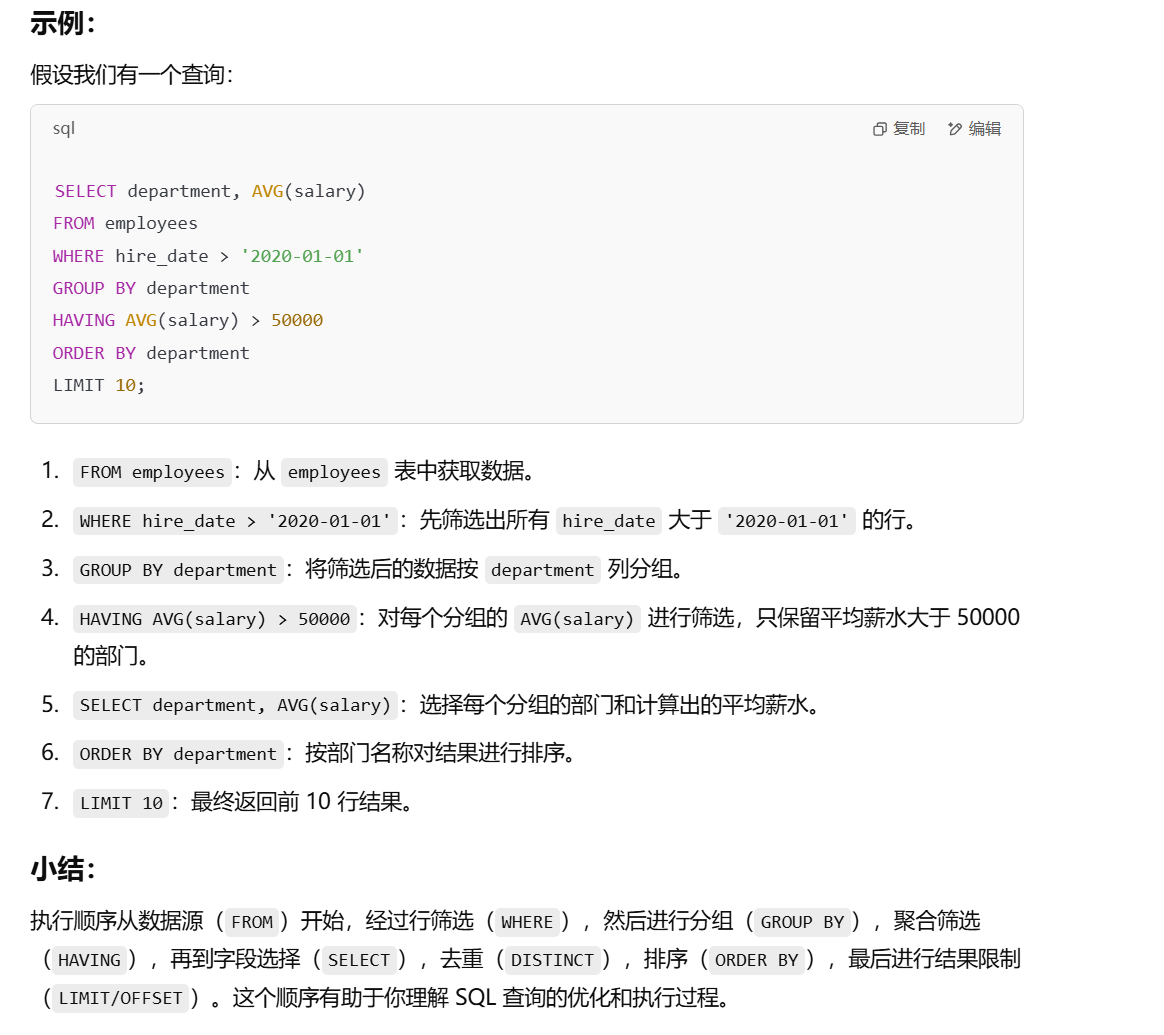 示例：
假设我们有一个查询：
sql
复制
编辑
SELECT department, AVG(salary)
FROM employees
WHERE hire_date > '2020-01-01'
GROUP BY department
HAVING AVG(salary) > 50000
ORDER BY department
LIMIT 10;
1. FROM employees：从 employees 表中获取数据。
2. WHERE hire_date > '2020-01-01'：先筛选出所有 hire_date 大于 '2020-01-01' 的行。
3. GROUP BY department：将筛选后的数据按 department 列分组。
4. HAVING AVG(salary) > 50000：对每个分组的 AVG(salary) 进行筛选，只保留平均薪水大于 50000
的部门。
5. SELECT department, AVG(salary)：选择每个分组的部门和计算出的平均薪水。
6. ORDER BY department：按部门名称对结果进行排序。
7. LIMIT 10：最终返回前 10 行结果。
小结：
执行顺序从数据源（FROM）开始，经过行筛选（WHERE），然后进行分组（GROUP BY），聚合筛选
（HAVING），再到字段选择（SELECT），去重（DISTINCT），排序（ORDER BY），最后进行结果限制
（LIMIT/OFFSET）。这个顺序有助于你理解 SQL 查询的优化和执行过程。